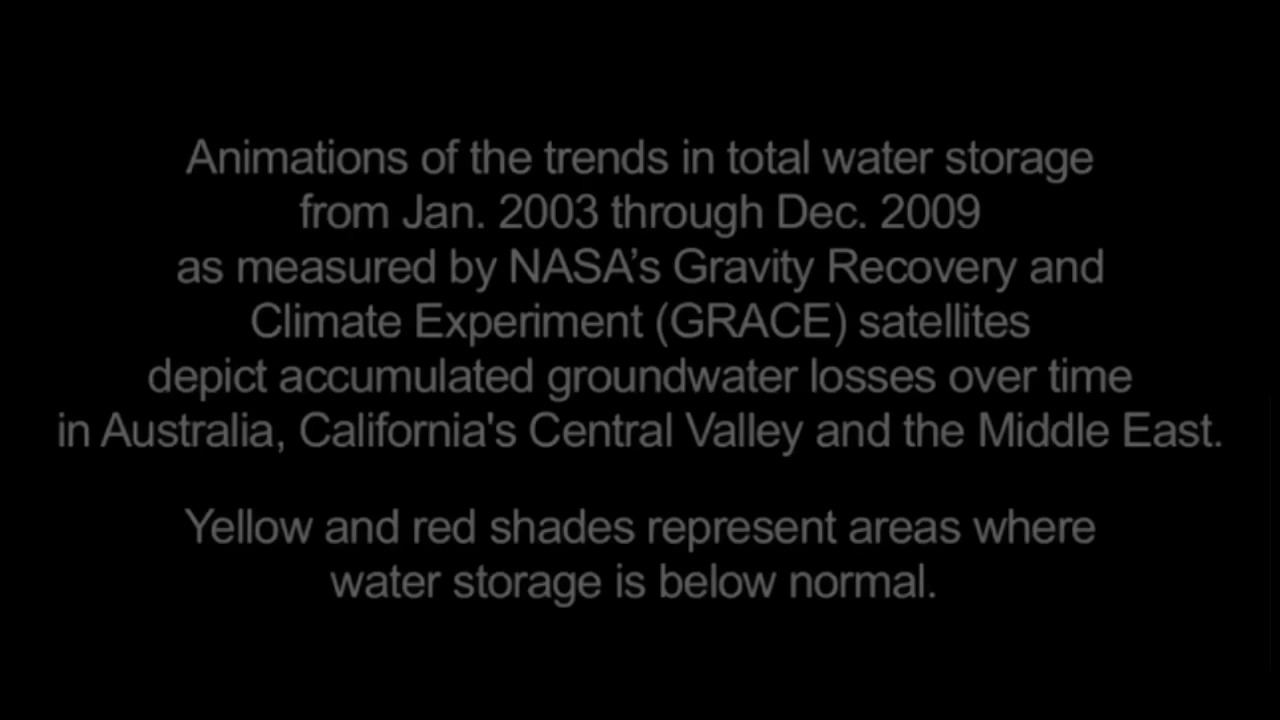 Animations of the trends in total water storage
from Jan. 2003 through Dec. 2009
as measured by NASA’s Gravity Recovery and
Climate Experiment (GRACE) satellites
depict accumulated groundwater losses over time
in Australia, California's Central Valley and the Middle East.
Yellow and red shades represent areas where
water storage is below normal.